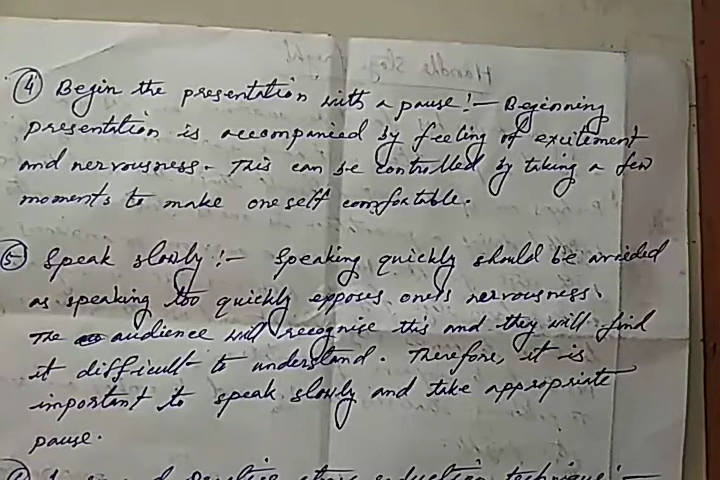 ④ Begin the presentation with a pause!- Beginning
presentation is accompanied by feeling of excitement
and nervousness. This can be controlled by taking a few
moments to make oneself comfortable.
⑤ Speak slowly!- Speaking quickly should be avoided
as speaking too quickly exposes one's nervousness.
The audience will recognise this and they will find
it difficult to understand. Therefore, it is
important to speak slowly and take appropriate
pause.
technique!-